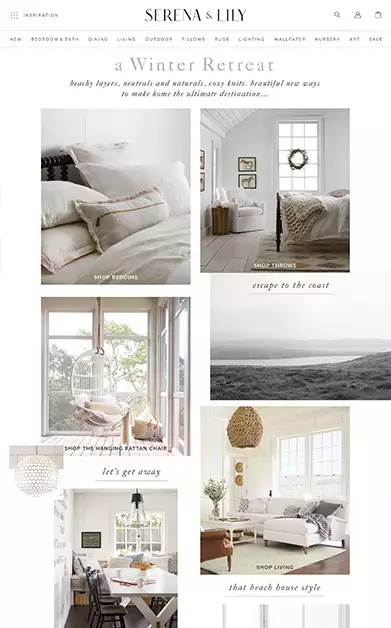 INSPIRATION
SERENA & LILY
NEW BEDROOM & BATH DINING LIVING OUTDOOR PILLOWS RUGS LIGHTING WALLPAPER NURSERY ART SALE
a Winter Retreat
beachy layers, neutrals and naturals, cozy knits. beautiful new ways
to make home the ultimate destination...
SHOP BEDDING
SHOP THROWS
escape to the coast
SHOP THE HANGING RATTAN CHAIR
let's get away
SHOP LIVING
that beach house style